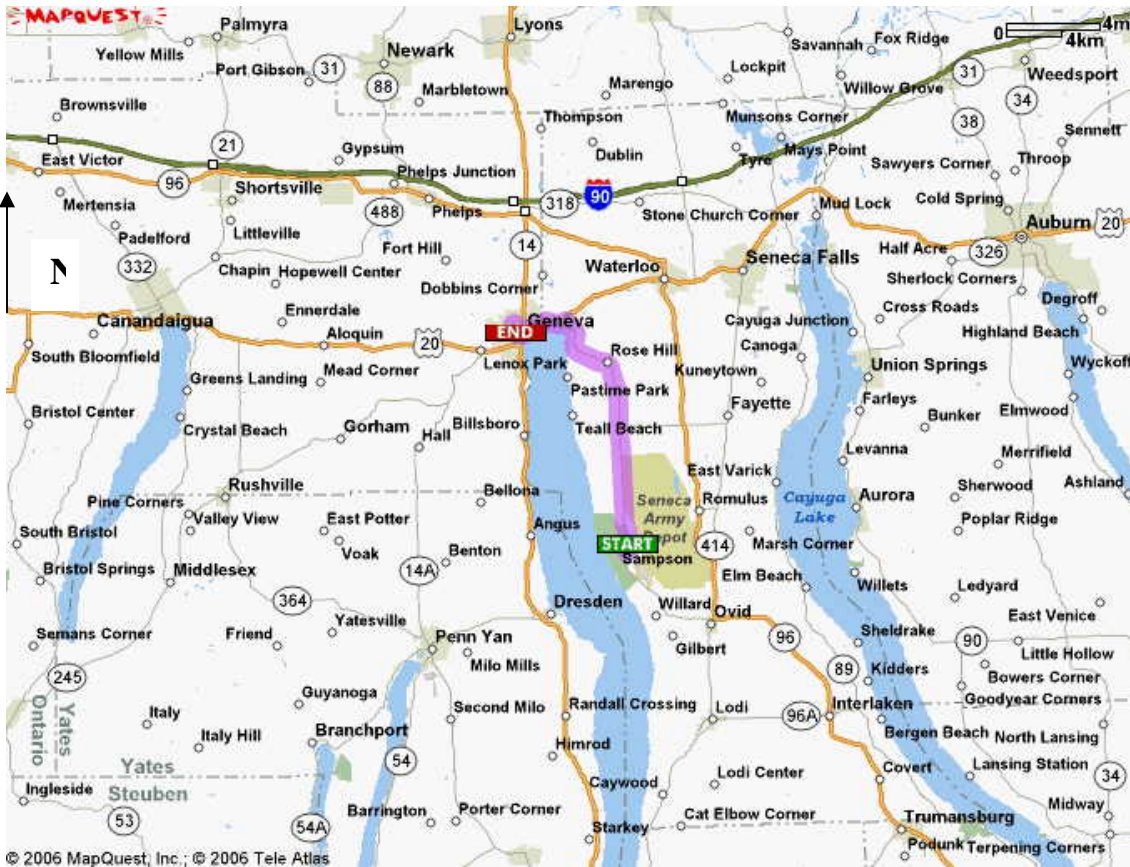 MAPQUEST
Palmyra
Lyons
4mi
0
4km
Yellow Mills
Newark
Savannah
Fox Ridge
Port Gibson
31
88
Marengo
Lockpit
31
Weedsport
Brownsville
Marbletown
Willow Grove
34
Thompson
Munsons Corner
38
Sennett
21
Gypsum
Dublin
Tyre
Mays Point
East Victor
96
Shortsville
Phelps Junction
Sawyers Corner
Throop
Mertensia
488
Phelps
318
90
Stone Church Corner
Mud Lock
Cold Spring
Auburn
20
Padelford
Littleville
Fort Hill
14
Half Acre
326
N
332
Chapin
Hopewell Center
Waterloo
Seneca Falls
Sherlock Corners
Dobbins Corner
Degroff
Canandaigua
Ennerdale
Aloquin
20
END
Geneva
Cayuga Junction
Cross Roads
Highland Beach
South Bloomfield
Lenox Park
Rose Hill
Canoga
Union Springs
Wyckoff
Greens Landing
Mead Corner
Pastime Park
Kuneytown
Farleys
Elmwood
Bristol Center
Crystal Beach
Gorham
Hall
Billsboro
Teall Beach
Fayette
Bunker
Levanna
Merrifield
Rushville
East Varick
Ashland
Pine Corners
Bellona
Seneca
Army
Depot
Romulus
Cayuga
Lake
Aurora
Sherwood
South Bristol
Valley View
East Potter
Angus
Poplar Ridge
Voak
Benton
START
Sampson
414
Marsh Corner
Bristol Springs
Middlesex
14A
Elm Beach
Willets
Ledyard
364
Dresden
Willard
Ovid
East Venice
Semans Corner
Friend
Yatesville
Penn Yan
Gilbert
96
Sheldrake
90
Little Hollow
Milo Mills
89
Kidders
Bowers Corner
245
Guyanoga
Goodyear Corners
Ontario
Yates
Italy
Second Milo
Randall Crossing
Lodi
96A
Interlaken
Italy Hill
Branchport
54
Himrod
Bergen Beach
North Lansing
Yates
Steuben
Lodi Center
Covert
Lansing Station
34
Ingleside
Caywood
Midway
53
54A
Barrington
Porter Corner
Starkey
Cat Elbow Corner
Trumansburg
Podunk
Terpening Corners
© 2006 MapQuest, Inc.; © 2006 Tele Atlas